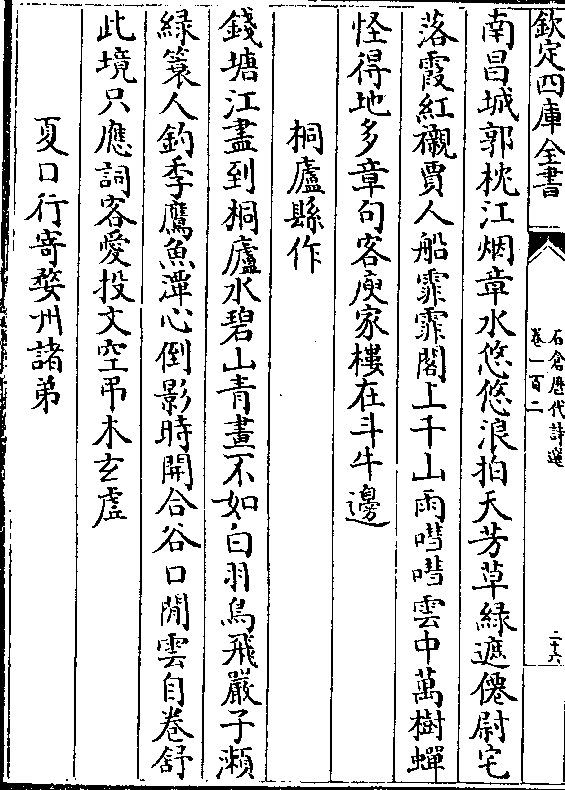 欽定四庫全書
石倉歷代詩選
卷一百二
二十六
南昌城郭枕江烟章水悠悠浪拍天芳草綠遮僊尉宅
落霞紅襯賈人船霏霏閣上千山雨嘒嘒雲中萬樹蟬
怪得地多章句客庾家樓在斗牛邊
桐廬縣作
錢塘江盡到桐廬水碧山青畫不如白羽鳥飛嚴子瀬
綠簑人釣季鷹魚潭心倒影時開合谷口閒雲自卷舒
此境只應詞客愛投文空弔木玄虛
夏口行寄婺州諸弟